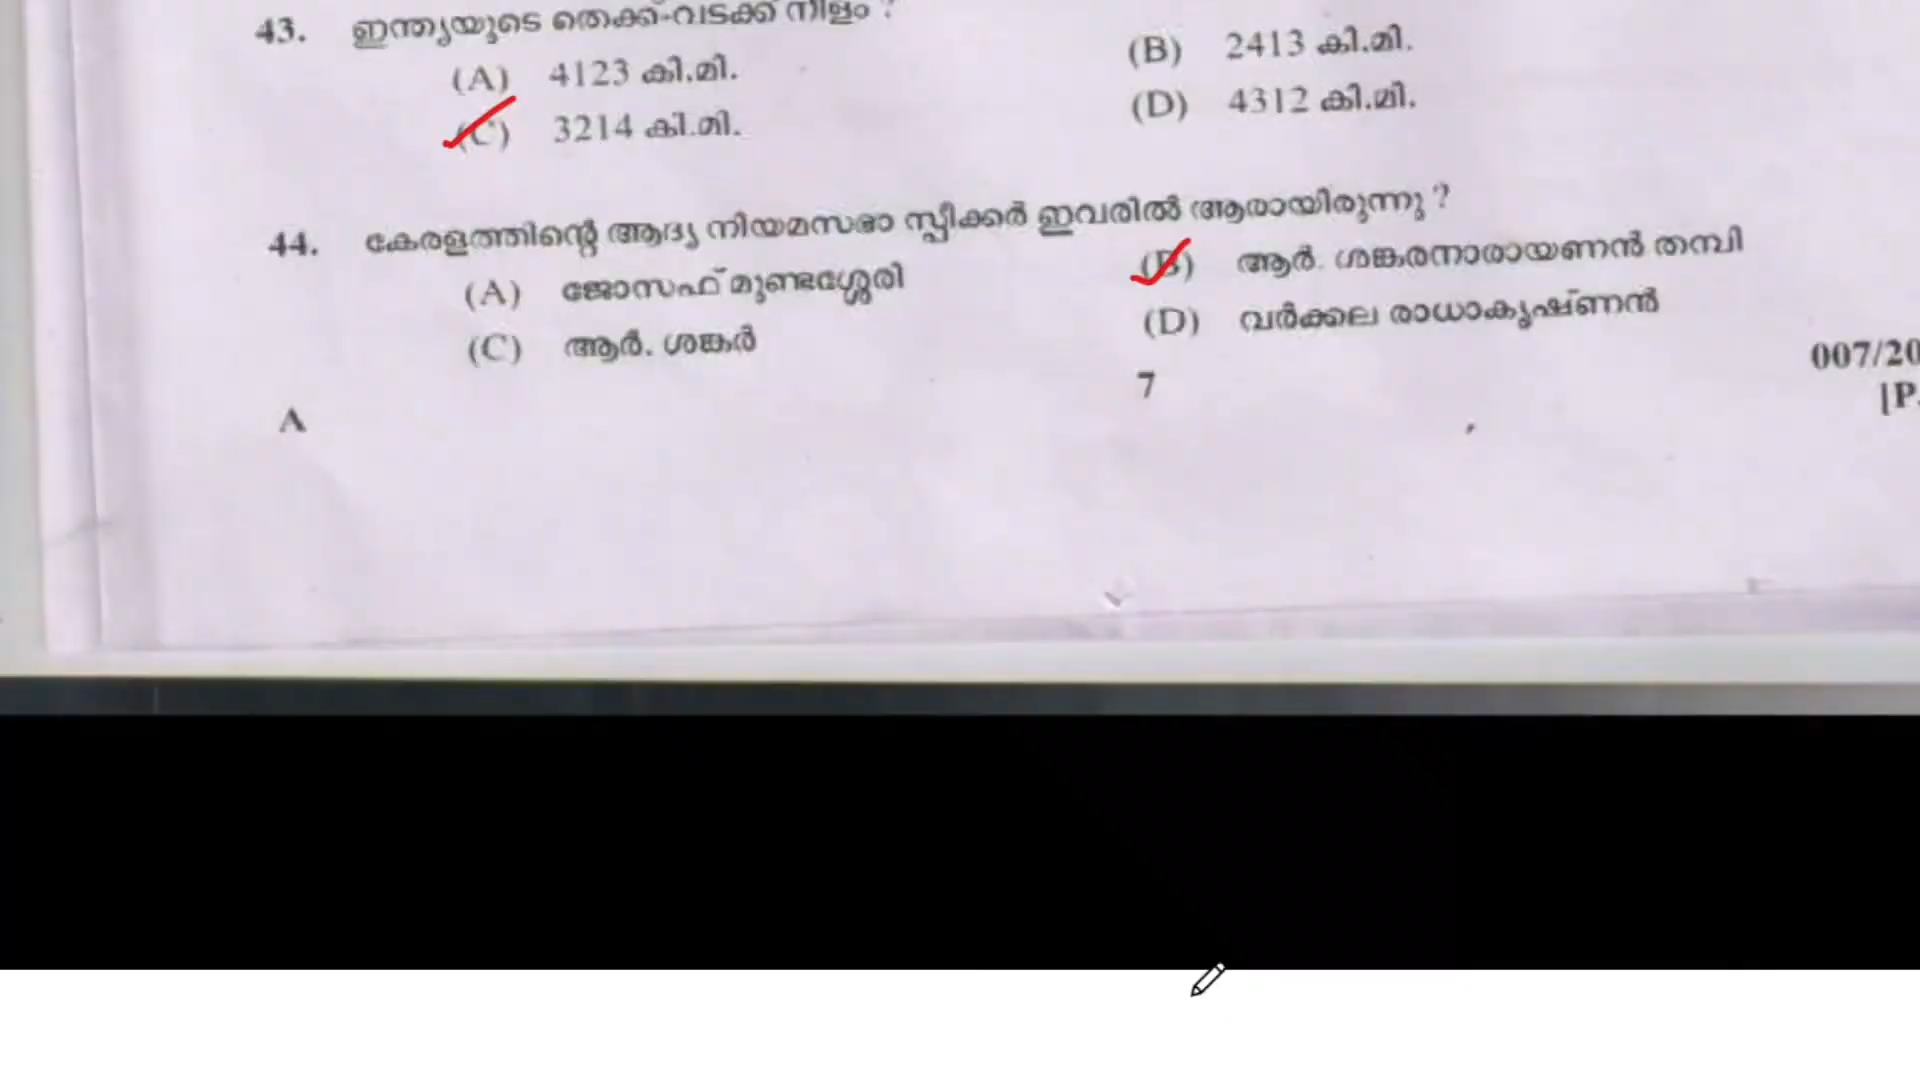 43. ഇന്ത്യയുടെ തെക്ക്-വടക്ക് നീളം ?
(A) 4123 കി.മി.
(B) 2413 കി.മി.
(C) 3214 കി.മി.
(D) 4312 കി.മി.
44. കേരളത്തിന്റെ ആദ്യ നിയമസഭാ സ്പീക്കർ ഇവരിൽ ആരായിരുന്നു ?
(A) ജോസഫ് മുണ്ടശ്ശേരി
(B) ആർ. ശങ്കരനാരായണൻ തമ്പി
(C) ആർ. ശങ്കർ
(D) വർക്കല രാധാകൃഷ്ണൻ
A
7
007/20
[P.